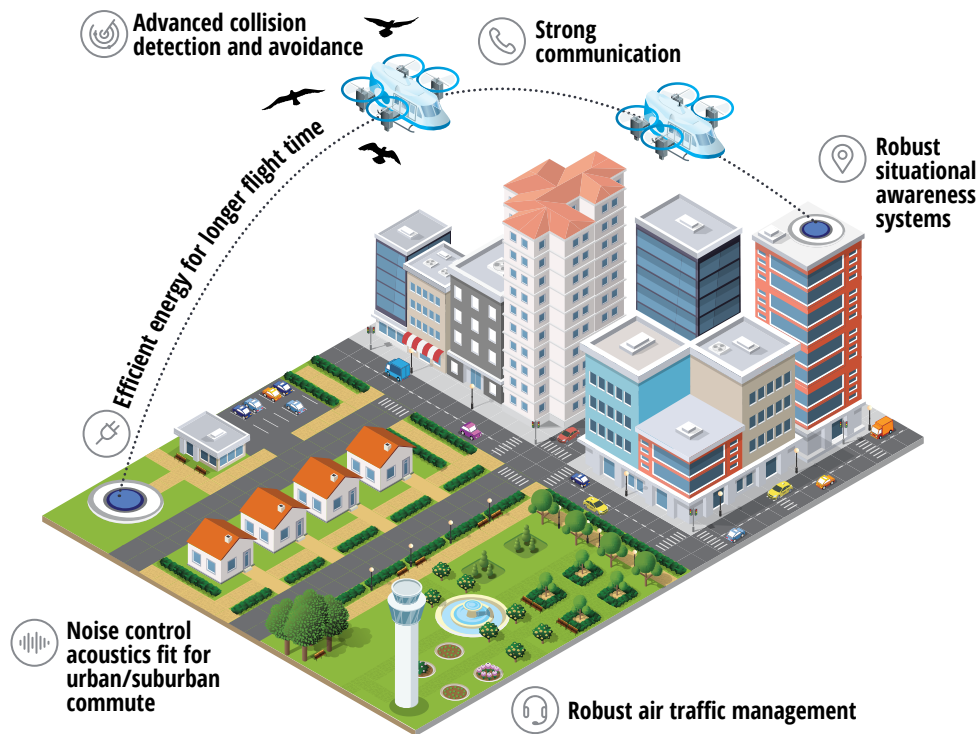 Advanced collision
detection and avoidance
Strong
communication
Robust
situational
awareness
systems
Efficient energy for longer flight time
Noise control
acoustics fit for
urban/suburban
commute
Robust air traffic management